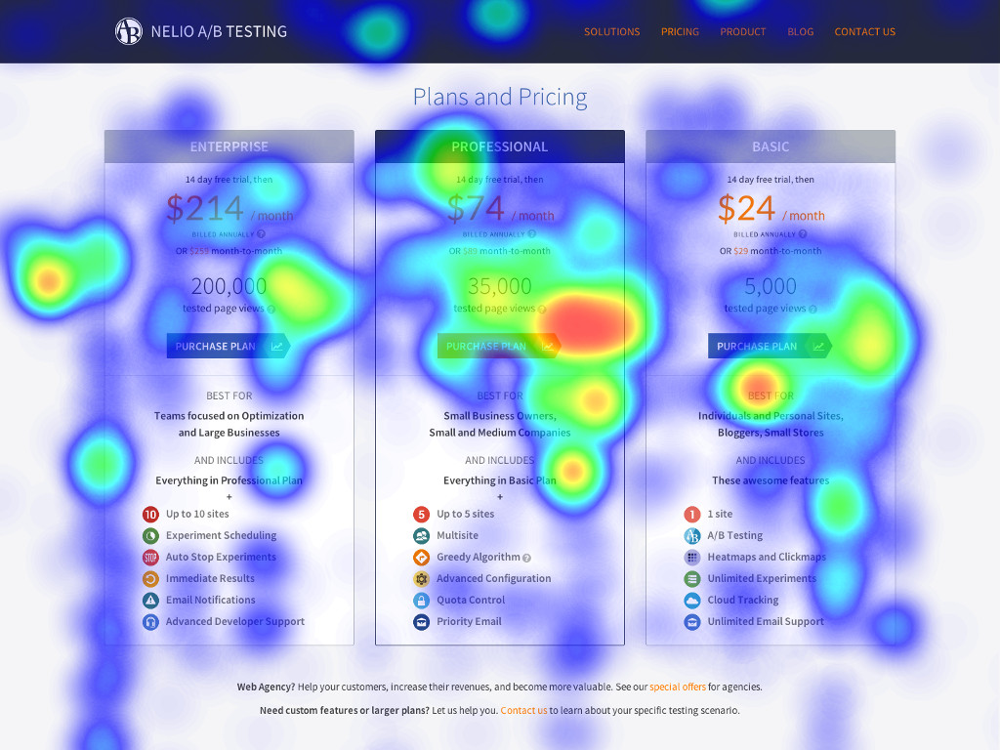 NELIO A/B TESTING
SOLUTIONS PRICING PRODUCT BLOG CONTACT US
Plans and Pricing
ENTERPRISE
14 day free trial, then
$214 / month
BILLED ANNUALLY ?
OR $259 month-to-month
200,000
tested page views ?
PURCHASE PLAN
BEST FOR
Teams focused on Optimization
and Large Businesses
AND INCLUDES
Everything in Professional Plan
+
10 Up to 10 sites
Experiment Scheduling
STOP Auto Stop Experiments
Immediate Results
Email Notifications
Advanced Developer Support
PROFESSIONAL
14 day free trial, then
$74 / month
BILLED ANNUALLY ?
OR $89 month-to-month
35,000
tested page views ?
PURCHASE PLAN
BEST FOR
Small Business Owners,
Small and Medium Companies
AND INCLUDES
Everything in Basic Plan
+
5 Up to 5 sites
Multisite
Greedy Algorithm ?
Advanced Configuration
Quota Control
Priority Email
BASIC
14 day free trial, then
$24 / month
BILLED ANNUALLY ?
OR $29 month-to-month
5,000
tested page views ?
PURCHASE PLAN
BEST FOR
Individuals and Personal Sites,
Bloggers, Small Stores
AND INCLUDES
These awesome features
1 1 site
A/B Testing
Heatmaps and Clickmaps
Unlimited Experiments
Cloud Tracking
Unlimited Email Support
Web Agency? Help your customers, increase their revenues, and become more valuable. See our special offers for agencies.
Need custom features or larger plans? Let us help you. Contact us to learn about your specific testing scenario.